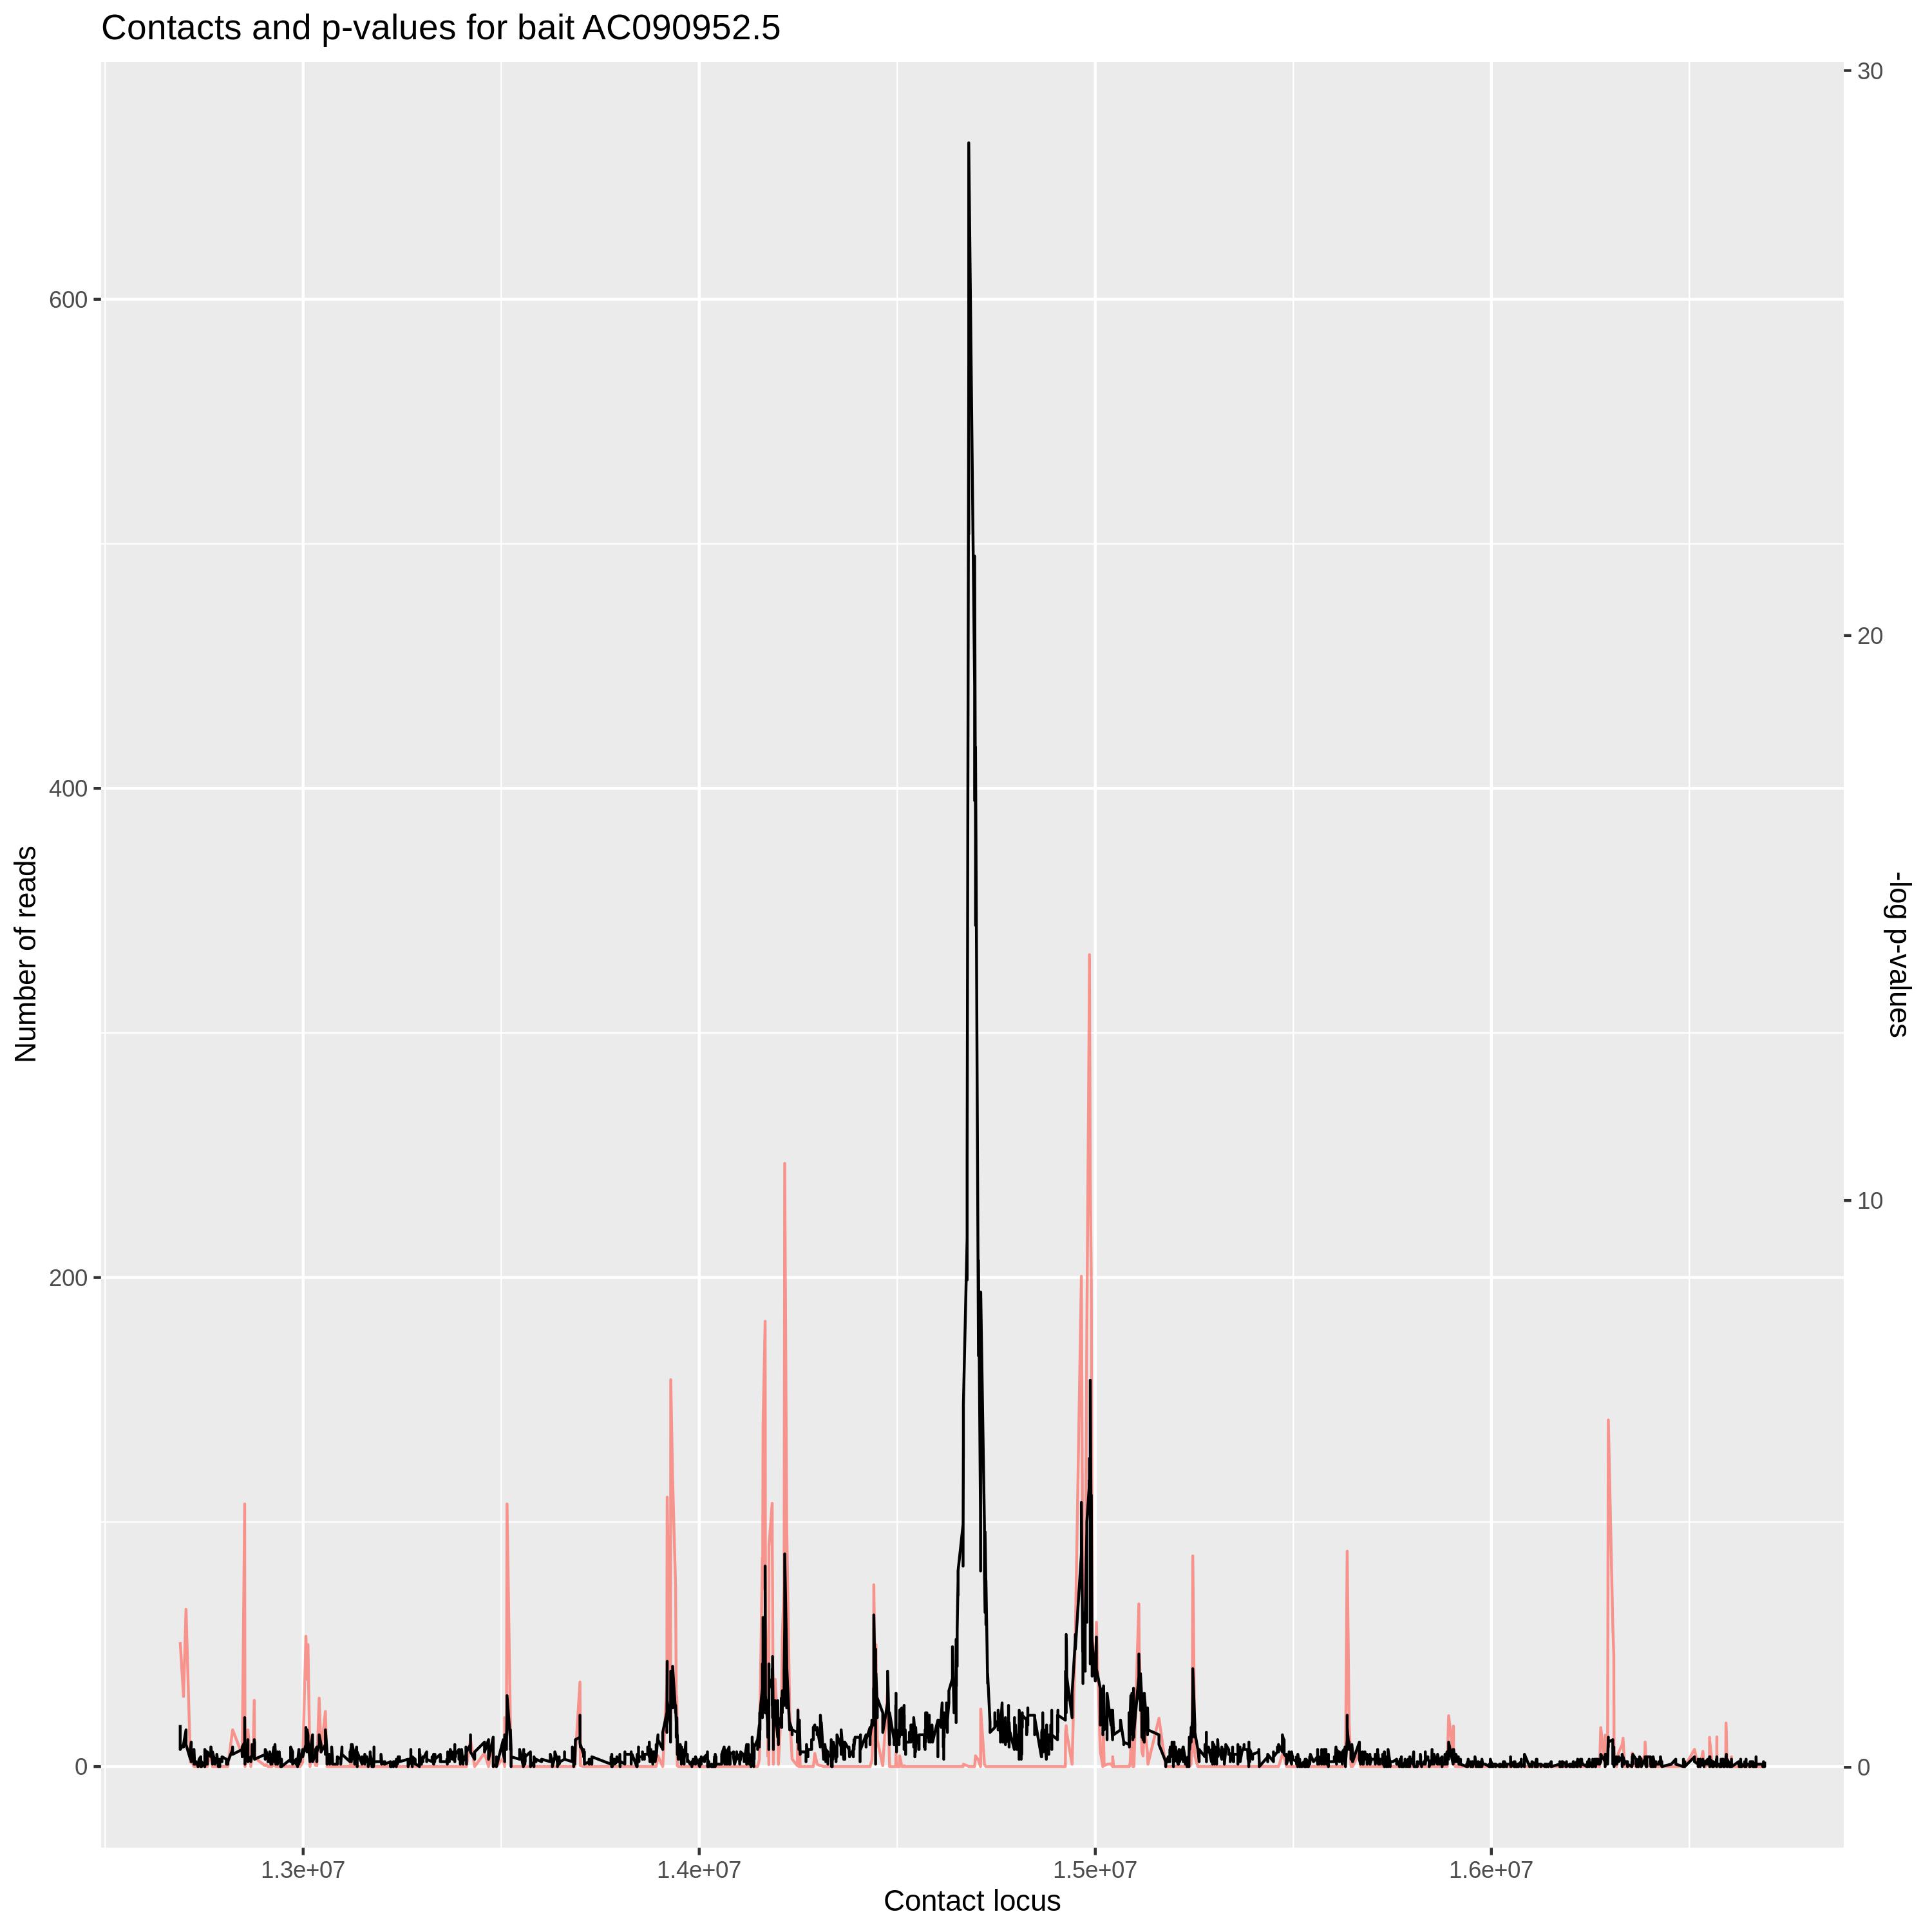 Contacts and p-values for bait AC090952.5
30
600
20
400
Number of reads
-log p-values
10
200
0
0
1.3e+07
1.4e+07
1.5e+07
1.6e+07
Contact locus